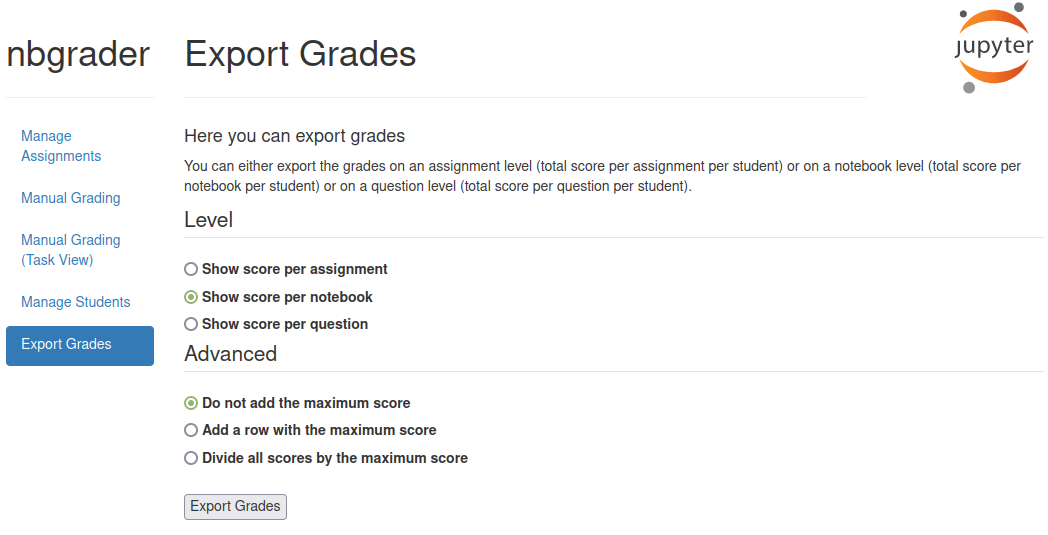 nbgrader
Export Grades
jupyter
Manage
Assignments
Manual Grading
Manual Grading
(Task View)
Manage Students
Export Grades
Here you can export grades
You can either export the grades on an assignment level (total score per assignment per student) or on a notebook level (total score per
notebook per student) or on a question level (total score per question per student).
Level
Show score per assignment
Show score per notebook
Show score per question
Advanced
Do not add the maximum score
Add a row with the maximum score
Divide all scores by the maximum score
Export Grades